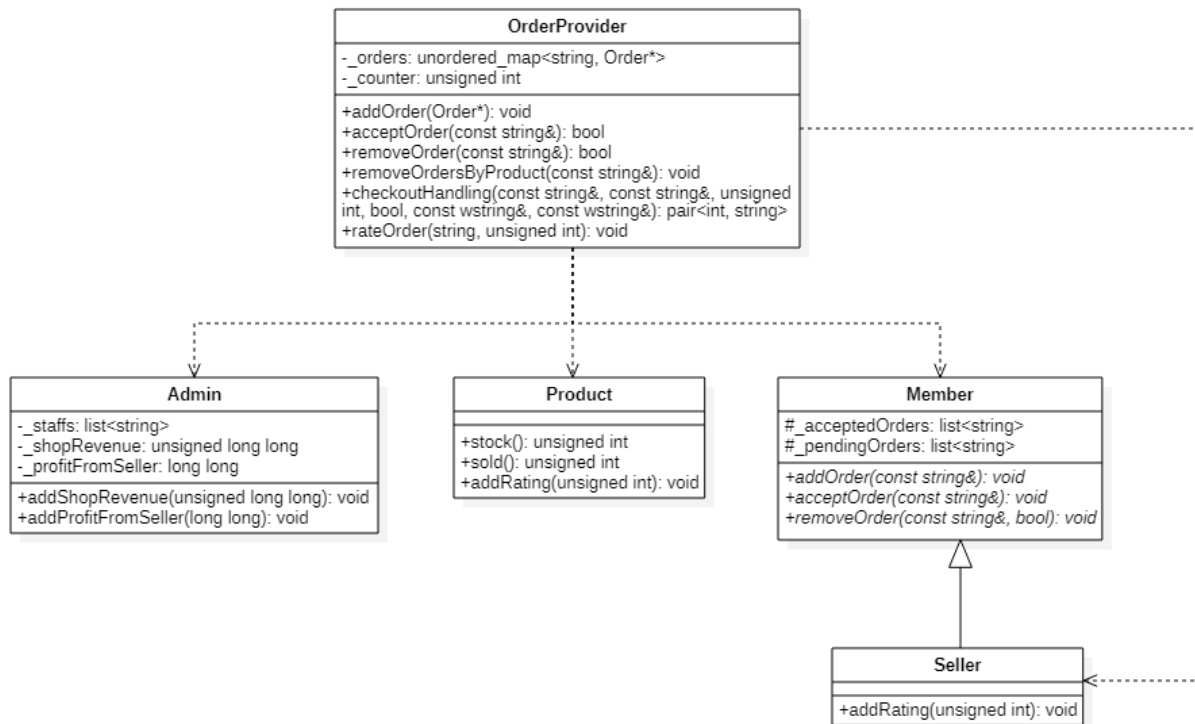 OrderProvider
-_orders: unordered_map<string, Order*>
-_counter: unsigned int
+addOrder(Order*): void
+acceptOrder(const string&): bool
+removeOrder(const string&): bool
+removeOrdersByProduct(const string&): void
+checkoutHandling(const string&, const string&, unsigned
int, bool, const wstring&, const wstring&): pair<int, string>
+rateOrder(string, unsigned int): void
Admin
-_staffs: list<string>
-_shopRevenue: unsigned long long
-_profitFromSeller: long long
+addShopRevenue(unsigned long long): void
+addProfitFromSeller(long long): void
Product
+stock(): unsigned int
+sold(): unsigned int
+addRating(unsigned int): void
Member
#_acceptedOrders: list<string>
#_pendingOrders: list<string>
+addOrder(const string&): void
+acceptOrder(const string&): void
+removeOrder(const string&, bool): void
Seller
+addRating(unsigned int): void